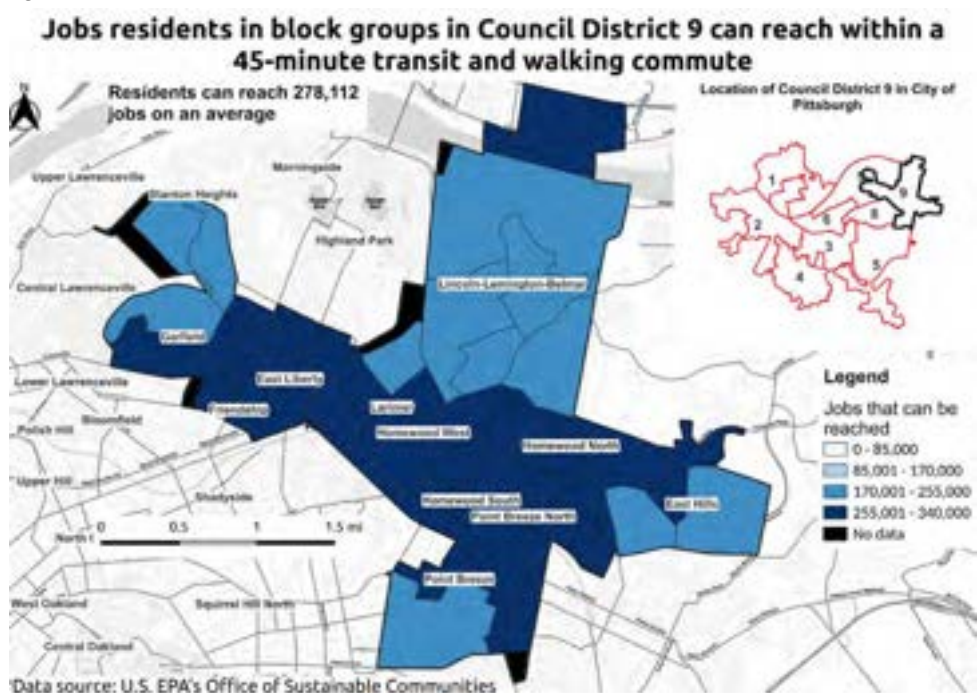 Jobs residents in block groups in Council District 9 can reach within a
45-minute transit and walking commute
N
Residents can reach 278,112
jobs on an average
Location of Council District 9 in City of
Pittsburgh
Morningside
Upper Lawrenceville
Stanton Heights
Highland Park
Central Lawrenceville
Lincoln-Lemington-Belmar
Garfield
East Liberty
Lower Lawrenceville
Friendship
Larimer
Bloomfield
Polish Hill
Homewood West
Homewood North
Upper Hill
Shadyside
Homewood South
East Hills
Point Breeze North
0 0.5 1 1.5 mi
Point Breeze
West Oakland
Squirrel Hill North
Central Oakland
1
2
3
4
5
6
8
9
Legend
Jobs that can be
reached
0 - 85,000
85,001 - 170,000
170,001 - 255,000
255,001 - 340,000
No data
Data source: U.S. EPA's Office of Sustainable Communities